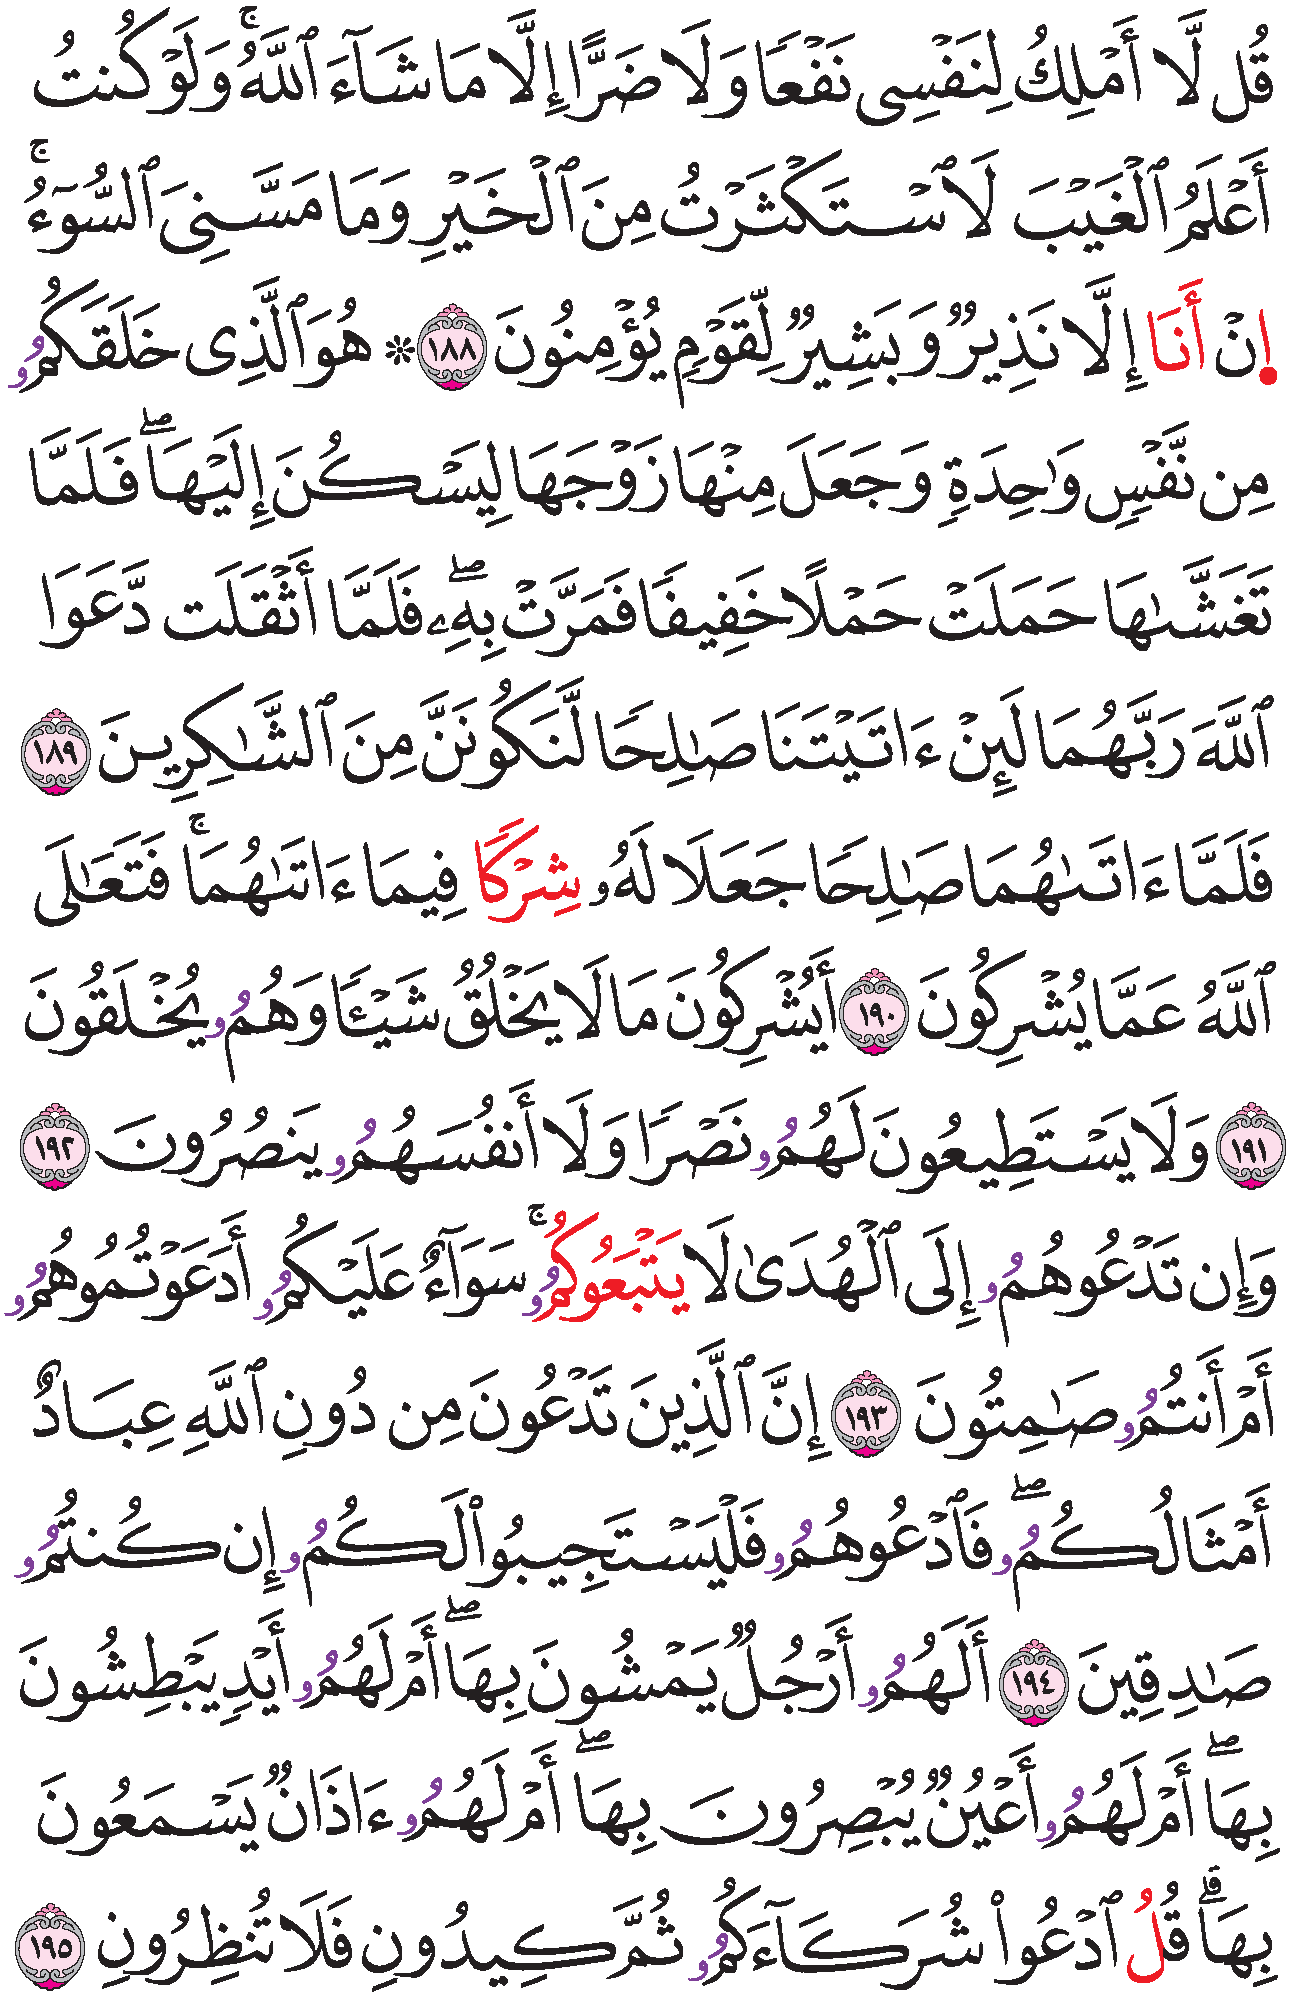 قُل لَّا أَمْلِكُ لِنَفْسِى نَفْعًا وَلَا ضَرًّا إِلَّا مَا شَآءَ ٱللَّهُ ۚ وَلَوْ كُنتُ
أَعْلَمُ ٱلْغَيْبَ لَٱسْتَكْثَرْتُ مِنَ ٱلْخَيْرِ وَمَا مَسَّنِىَ ٱلسُّوٓءُ ۚ
إِنْ أَنَا إِلَّا نَذِيرٌ وَبَشِيرٌ لِّقَوْمٍ يُؤْمِنُونَ ١٨٨ ۞ هُوَ ٱلَّذِى خَلَقَكُمُۥ
مِن نَّفْسٍ وَٰحِدَةٍ وَجَعَلَ مِنْهَا زَوْجَهَا لِيَسْكُنَ إِلَيْهَا ۖ فَلَمَّا
تَغَشَّىٰهَا حَمَلَتْ حَمْلًا خَفِيفًا فَمَرَّتْ بِهِۦ ۖ فَلَمَّا أَثْقَلَت دَّعَوَا
ٱللَّهَ رَبَّهُمَا لَئِنْ ءَاتَيْتَنَا صَٰلِحًا لَّنَكُونَنَّ مِنَ ٱلشَّٰكِرِينَ ١٨٩
فَلَمَّا ءَاتَىٰهُمَا صَٰلِحًا جَعَلَا لَهُۥ شِرْكًا فِيمَا ءَاتَىٰهُمَا ۚ فَتَعَٰلَى
ٱللَّهُ عَمَّا يُشْرِكُونَ ١٩٠ أَيُشْرِكُونَ مَا لَا يَخْلُقُ شَيْـًٔا وَهُمُۥ يُخْلَقُونَ
١٩١ وَلَا يَسْتَطِيعُونَ لَهُمُۥ نَصْرًا وَلَا أَنفُسَهُمُۥ يَنصُرُونَ ١٩٢
وَإِن تَدْعُوهُمُۥ إِلَى ٱلْهُدَىٰ لَا يَتْبَعُوكُمُۥ ۚ سَوَآءٌ عَلَيْكُمُۥ أَدَعَوْتُمُوهُمُۥ
أَمْ أَنتُمُۥ صَٰمِتُونَ ١٩٣ إِنَّ ٱلَّذِينَ تَدْعُونَ مِن دُونِ ٱللَّهِ عِبَادٌ
أَمْثَالُكُمُۥ ۖ فَٱدْعُوهُمُۥ فَلْيَسْتَجِيبُوا۟ لَكُمُۥ إِن كُنتُمُۥ
صَٰدِقِينَ ١٩٤ أَلَهُمُۥ أَرْجُلٌ يَمْشُونَ بِهَا ۖ أَمْ لَهُمُۥ أَيْدٍ يَبْطِشُونَ
بِهَا ۖ أَمْ لَهُمُۥ أَعْيُنٌ يُبْصِرُونَ بِهَا ۖ أَمْ لَهُمُۥ ءَاذَانٌ يَسْمَعُونَ
بِهَا ۗ قُلُ ٱدْعُوا۟ شُرَكَآءَكُمُۥ ثُمَّ كِيدُونِ فَلَا تُنظِرُونِ ١٩٥